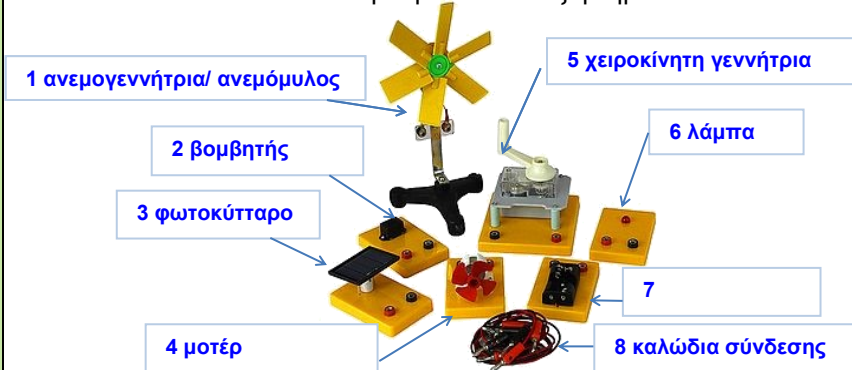 1 ανεμογεννήτρια/ ανεμόμυλος
5 χειροκίνητη γεννήτρια
6 λάμπα
2 βομβητής
3 φωτοκύτταρο
7
4 μοτέρ
8 καλώδια σύνδεσης